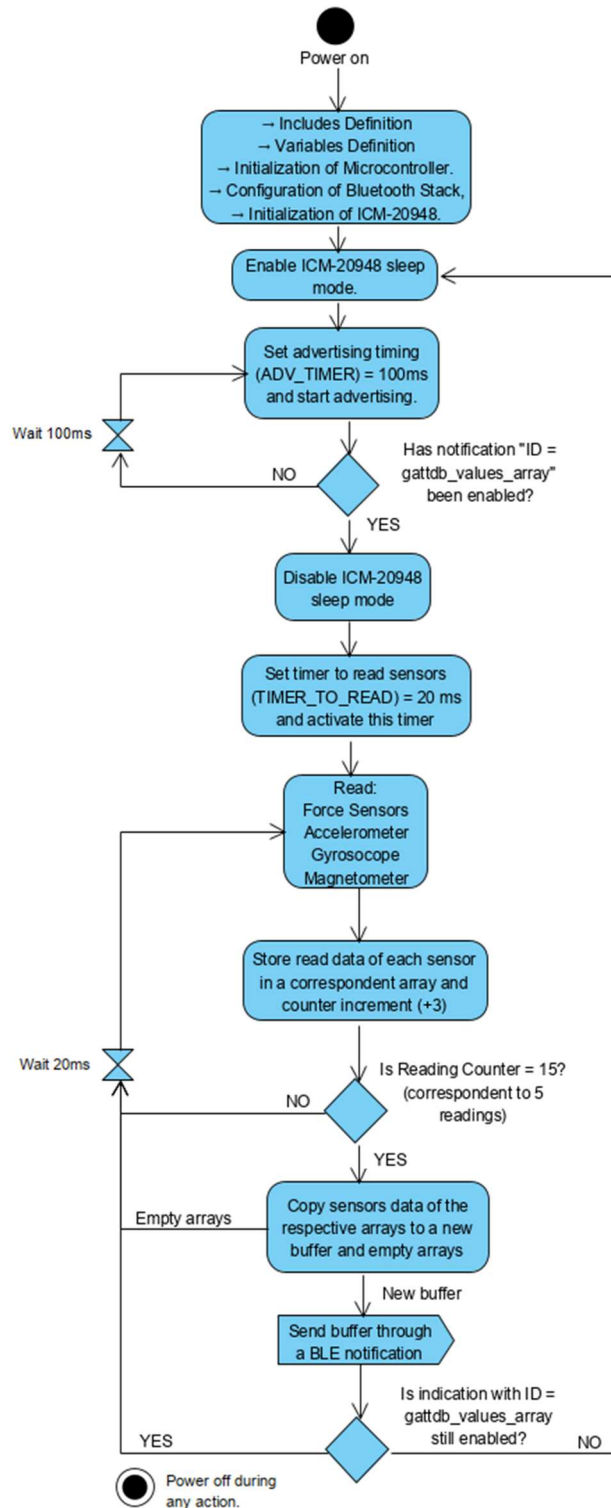 Power on
→ Includes Definition
→ Variables Definition
→ Initialization of Microcontroller.
→ Configuration of Bluetooth Stack,
→ Initialization of ICM-20948.
Enable ICM-20948 sleep
mode.
Set advertising timing
(ADV_TIMER) = 100ms
and start advertising.
Wait 100ms
Has notification "ID =
gattdb_values_array"
been enabled?
NO
YES
Disable ICM-20948
sleep mode
Set timer to read sensors
(TIMER_TO_READ) = 20 ms
and activate this timer
Read:
Force Sensors
Accelerometer
Gyrosocope
Magnetometer
Store read data of each sensor
in a correspondent array and
counter increment (+3)
Wait 20ms
Is Reading Counter = 15?
(correspondent to 5
readings)
NO
YES
Copy sensors data of the
respective arrays to a new
buffer and empty arrays
Empty arrays
New buffer
Send buffer through
a BLE notification
Is indication with ID =
gattdb_values_array
still enabled?
YES
NO
Power off during
any action.